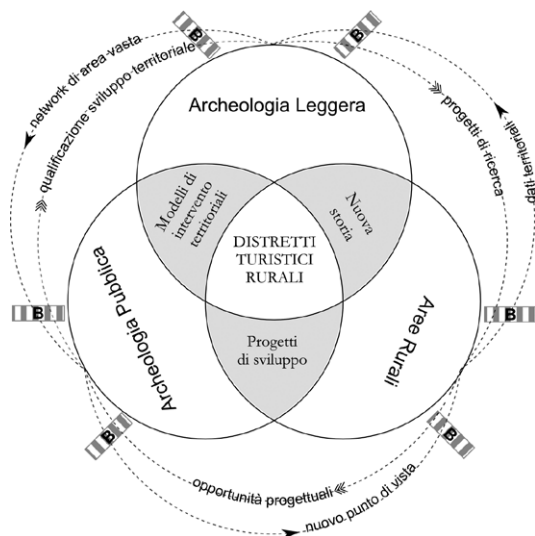 B
B
network di area vasta
qualificazione sviluppo territoriale
progetti di ricerca
dati territoriali
Archeologia Leggera
Modelli di
intervento
territoriali
Nuova
storia
DISTRETTI
TURISTICI
RURALI
Archeologia Pubblica
Aree Rurali
B
B
Progetti
di sviluppo
B
B
opportunità progettuali
nuovo punto di vista